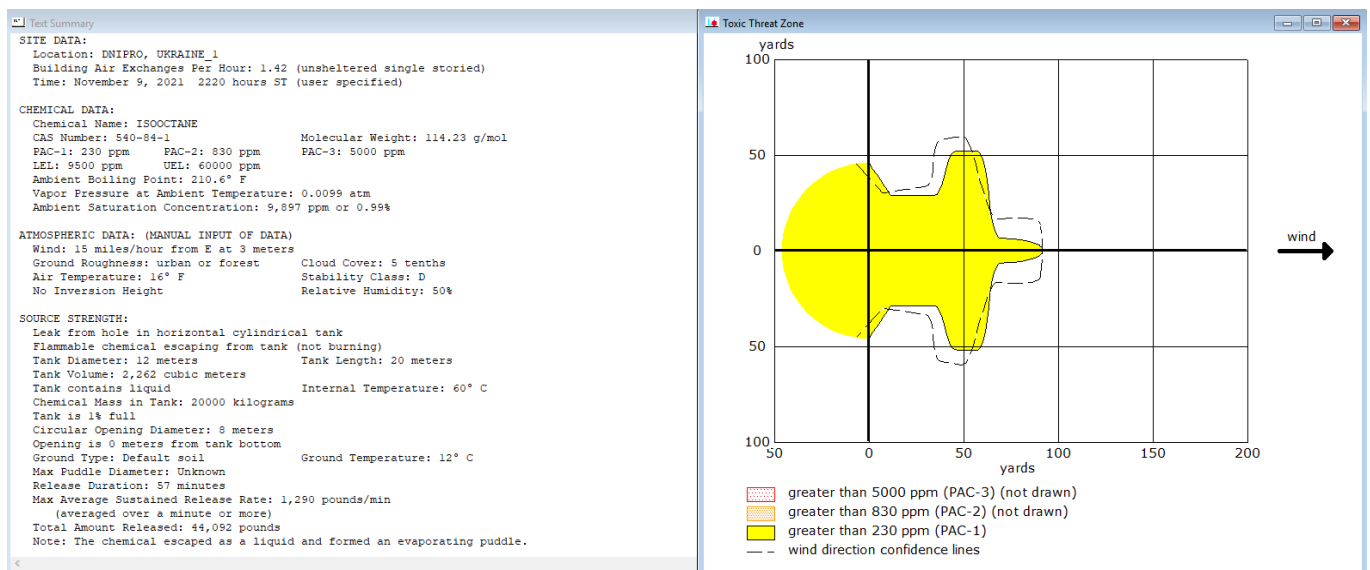 Text Summary
SITE DATA:
Location: DNIPRO, UKRAINE_1
Building Air Exchanges Per Hour: 1.42 (unsheltered single storied)
Time: November 9, 2021 2220 hours ST (user specified)
CHEMICAL DATA:
Chemical Name: ISOOCTANE
CAS Number: 540-84-1 Molecular Weight: 114.23 g/mol
PAC-1: 230 ppm PAC-2: 830 ppm PAC-3: 5000 ppm
LEL: 9500 ppm UEL: 60000 ppm
Ambient Boiling Point: 210.6° F
Vapor Pressure at Ambient Temperature: 0.0099 atm
Ambient Saturation Concentration: 9,897 ppm or 0.99%
ATMOSPHERIC DATA: (MANUAL INPUT OF DATA)
Wind: 15 miles/hour from E at 3 meters
Ground Roughness: urban or forest Cloud Cover: 5 tenths
Air Temperature: 16° F Stability Class: D
No Inversion Height Relative Humidity: 50%
SOURCE STRENGTH:
Leak from hole in horizontal cylindrical tank
Flammable chemical escaping from tank (not burning)
Tank Diameter: 12 meters Tank Length: 20 meters
Tank Volume: 2,262 cubic meters
Tank contains liquid Internal Temperature: 60° C
Chemical Mass in Tank: 20000 kilograms
Tank is 1% full
Circular Opening Diameter: 8 meters
Opening is 0 meters from tank bottom
Ground Type: Default soil Ground Temperature: 12° C
Max Puddle Diameter: Unknown
Release Duration: 57 minutes
Max Average Sustained Release Rate: 1,290 pounds/min
(averaged over a minute or more)
Total Amount Released: 44,092 pounds
Note: The chemical escaped as a liquid and formed an evaporating puddle.
Toxic Threat Zone
yards
100
50
0
50
100
50 0 50 100 150 200
yards
wind
greater than 5000 ppm (PAC-3) (not drawn)
greater than 830 ppm (PAC-2) (not drawn)
greater than 230 ppm (PAC-1)
wind direction confidence lines